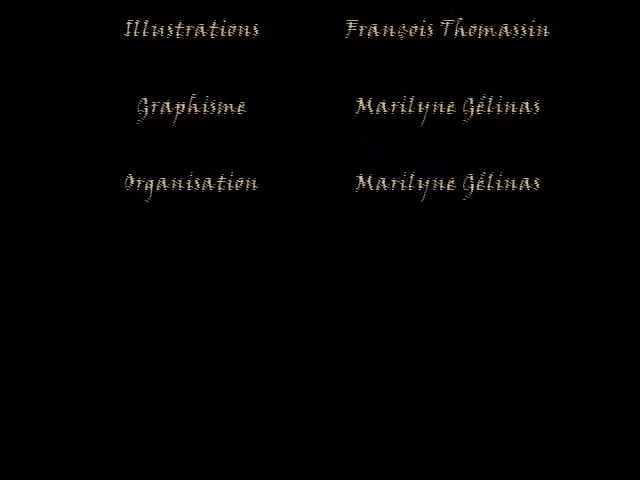 Illustrations François Thomassin
Graphisme Marilyne Gélinas
Organisation Marilyne Gélinas